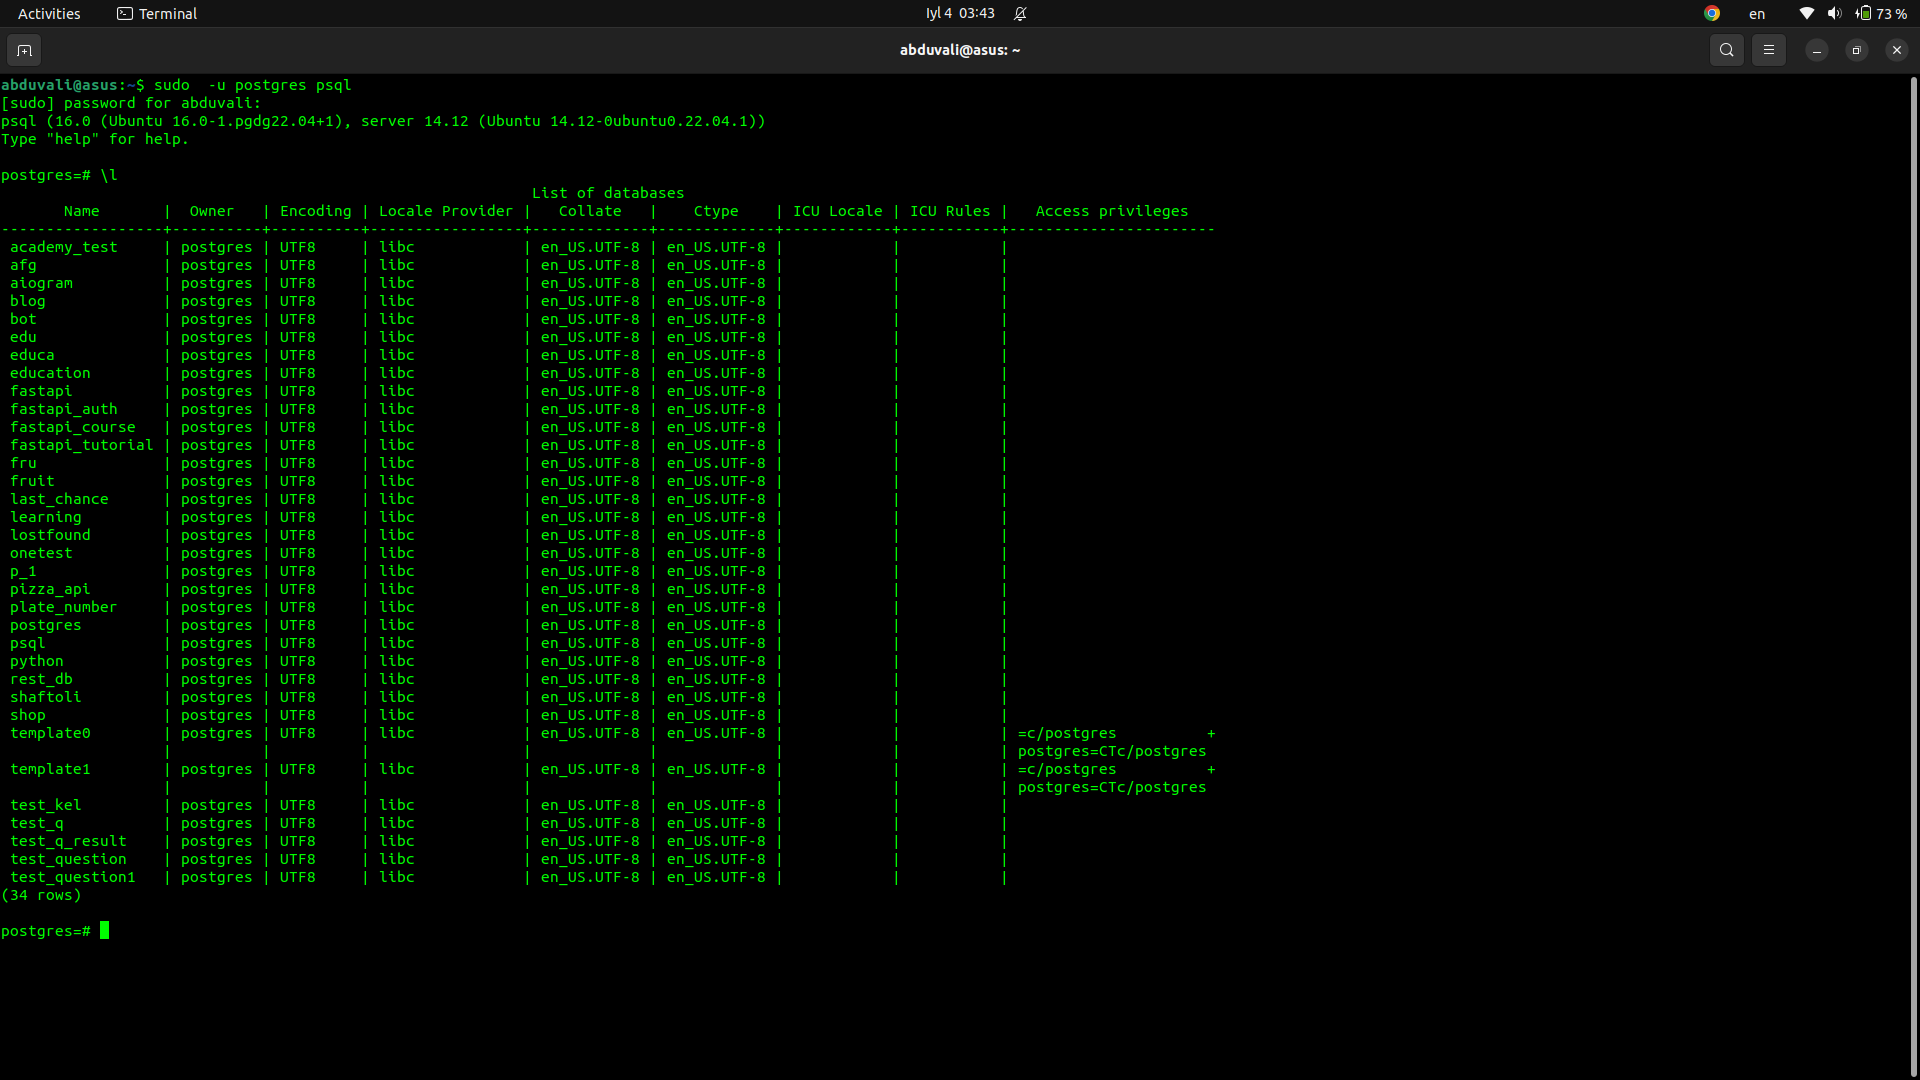 Activities Terminal Iyl 4 03:43 en 73 %
abduvali@asus: ~
abduvali@asus:~$ sudo  -u postgres psql
[sudo] password for abduvali:
psql (16.0 (Ubuntu 16.0-1.pgdg22.04+1), server 14.12 (Ubuntu 14.12-0ubuntu0.22.04.1))
Type "help" for help.
postgres=# \l
List of databases
Name | Owner | Encoding | Locale Provider | Collate | Ctype | ICU Locale | ICU Rules | Access privileges
------------------+----------+----------+-----------------+-------------+-------------+------------+-----------+-----------------------
academy_test | postgres | UTF8 | libc | en_US.UTF-8 | en_US.UTF-8 | | |
afg | postgres | UTF8 | libc | en_US.UTF-8 | en_US.UTF-8 | | |
aiogram | postgres | UTF8 | libc | en_US.UTF-8 | en_US.UTF-8 | | |
blog | postgres | UTF8 | libc | en_US.UTF-8 | en_US.UTF-8 | | |
bot | postgres | UTF8 | libc | en_US.UTF-8 | en_US.UTF-8 | | |
edu | postgres | UTF8 | libc | en_US.UTF-8 | en_US.UTF-8 | | |
educa | postgres | UTF8 | libc | en_US.UTF-8 | en_US.UTF-8 | | |
education | postgres | UTF8 | libc | en_US.UTF-8 | en_US.UTF-8 | | |
fastapi | postgres | UTF8 | libc | en_US.UTF-8 | en_US.UTF-8 | | |
fastapi_auth | postgres | UTF8 | libc | en_US.UTF-8 | en_US.UTF-8 | | |
fastapi_course | postgres | UTF8 | libc | en_US.UTF-8 | en_US.UTF-8 | | |
fastapi_tutorial | postgres | UTF8 | libc | en_US.UTF-8 | en_US.UTF-8 | | |
fru | postgres | UTF8 | libc | en_US.UTF-8 | en_US.UTF-8 | | |
fruit | postgres | UTF8 | libc | en_US.UTF-8 | en_US.UTF-8 | | |
last_chance | postgres | UTF8 | libc | en_US.UTF-8 | en_US.UTF-8 | | |
learning | postgres | UTF8 | libc | en_US.UTF-8 | en_US.UTF-8 | | |
lostfound | postgres | UTF8 | libc | en_US.UTF-8 | en_US.UTF-8 | | |
onetest | postgres | UTF8 | libc | en_US.UTF-8 | en_US.UTF-8 | | |
p_1 | postgres | UTF8 | libc | en_US.UTF-8 | en_US.UTF-8 | | |
pizza_api | postgres | UTF8 | libc | en_US.UTF-8 | en_US.UTF-8 | | |
plate_number | postgres | UTF8 | libc | en_US.UTF-8 | en_US.UTF-8 | | |
postgres | postgres | UTF8 | libc | en_US.UTF-8 | en_US.UTF-8 | | |
psql | postgres | UTF8 | libc | en_US.UTF-8 | en_US.UTF-8 | | |
python | postgres | UTF8 | libc | en_US.UTF-8 | en_US.UTF-8 | | |
rest_db | postgres | UTF8 | libc | en_US.UTF-8 | en_US.UTF-8 | | |
shaftoli | postgres | UTF8 | libc | en_US.UTF-8 | en_US.UTF-8 | | |
shop | postgres | UTF8 | libc | en_US.UTF-8 | en_US.UTF-8 | | |
template0 | postgres | UTF8 | libc | en_US.UTF-8 | en_US.UTF-8 | | | =c/postgres +
| | | | | | | | postgres=CTc/postgres
template1 | postgres | UTF8 | libc | en_US.UTF-8 | en_US.UTF-8 | | | =c/postgres +
| | | | | | | | postgres=CTc/postgres
test_kel | postgres | UTF8 | libc | en_US.UTF-8 | en_US.UTF-8 | | |
test_q | postgres | UTF8 | libc | en_US.UTF-8 | en_US.UTF-8 | | |
test_q_result | postgres | UTF8 | libc | en_US.UTF-8 | en_US.UTF-8 | | |
test_question | postgres | UTF8 | libc | en_US.UTF-8 | en_US.UTF-8 | | |
test_question1 | postgres | UTF8 | libc | en_US.UTF-8 | en_US.UTF-8 | | |
(34 rows)
postgres=#